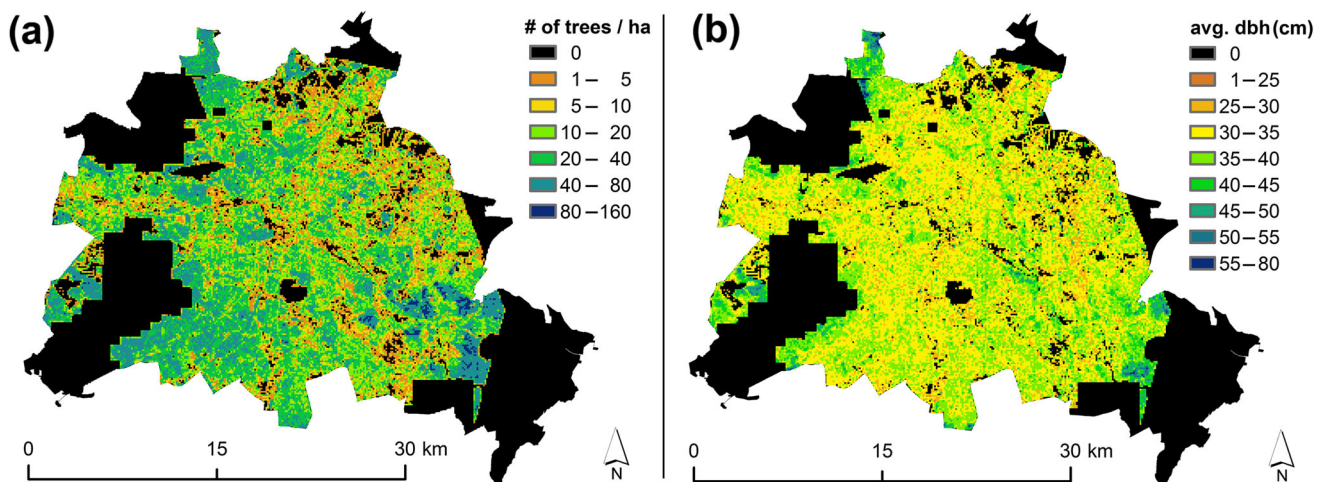 (a)
# of trees / ha
0
1 – 5
5 – 10
10 – 20
20 – 40
40 – 80
80 – 160
0 15 30 km
N
(b)
avg. dbh (cm)
0
1 – 25
25 – 30
30 – 35
35 – 40
40 – 45
45 – 50
50 – 55
55 – 80
0 15 30 km
N